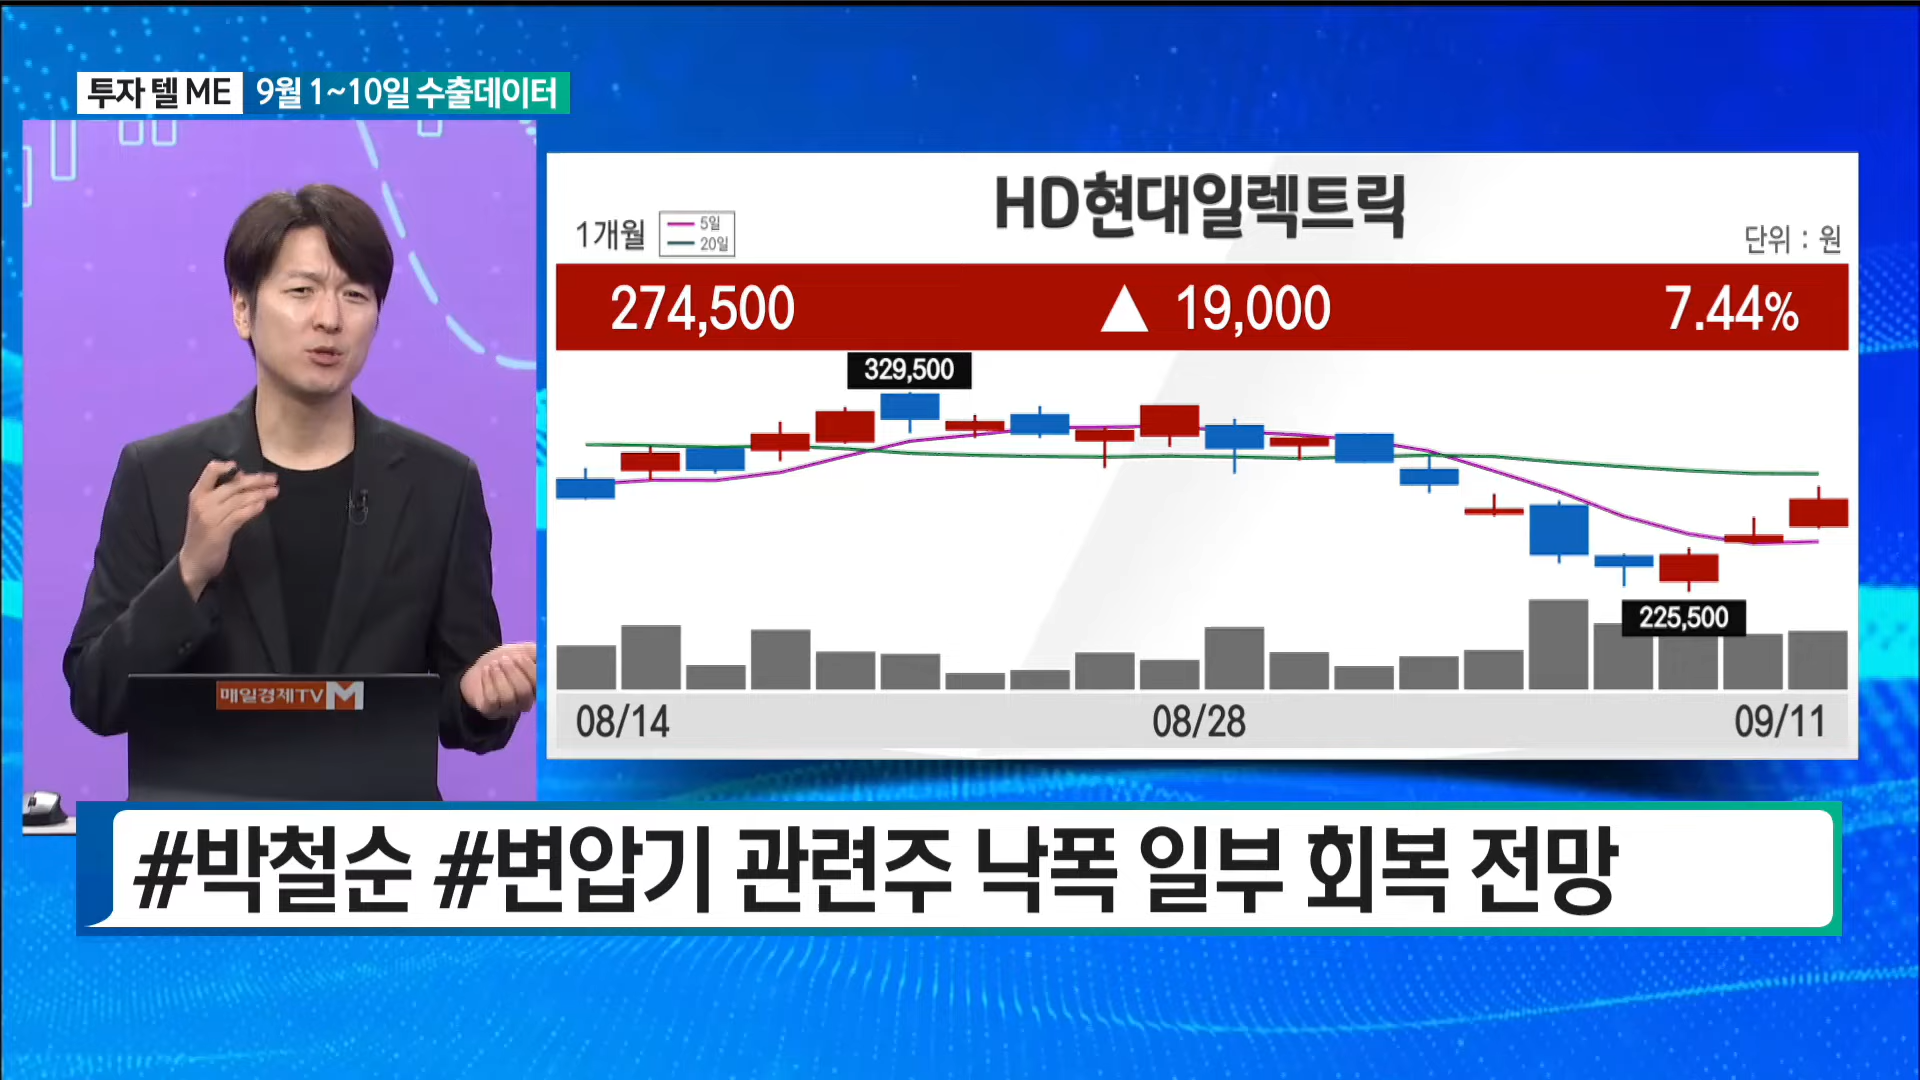 투자 텔 ME 9월 1~10일 수출데이터
HD현대일렉트릭
1개월
5일
20일
단위 : 원
274,500 ▲ 19,000 7.44%
329,500
225,500
08/14 08/28 09/11
매일경제TV M
#박철순 #변압기 관련주 낙폭 일부 회복 전망